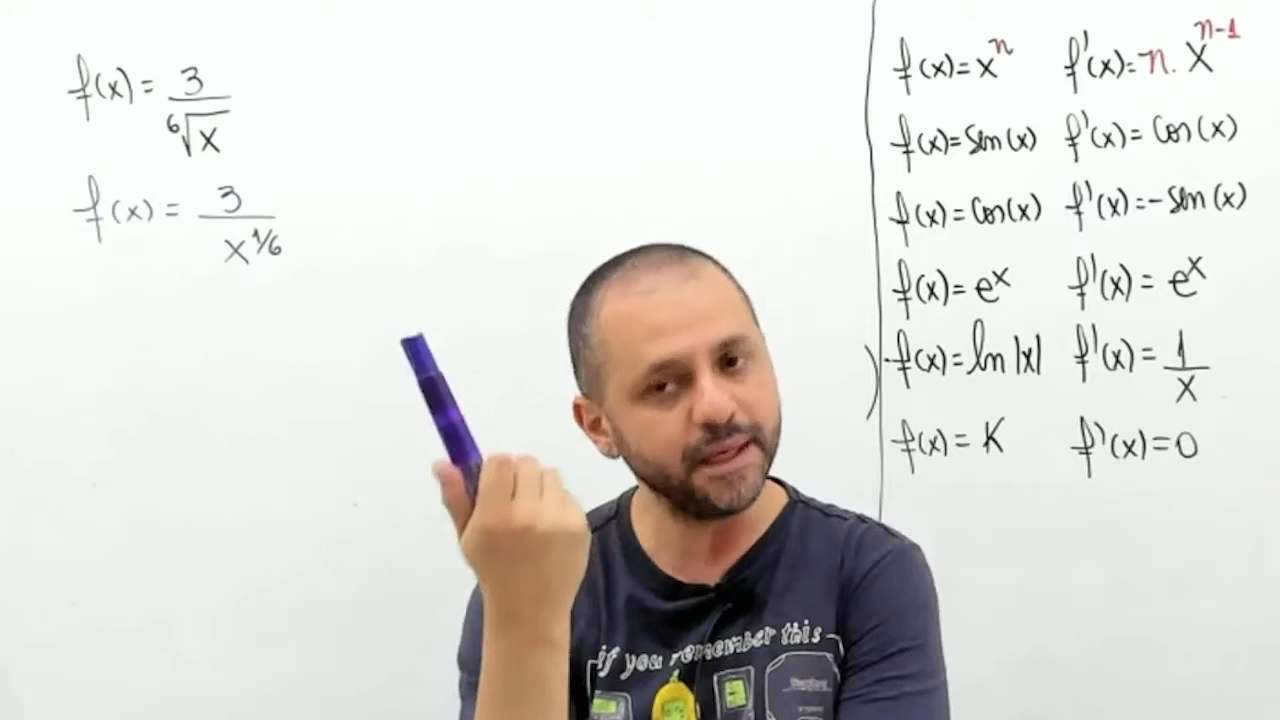 f(x) = 3/⁶√x
f(x) = 3/x^1/6
f(x) = x^n f'(x) = n. x^n-1
f(x) = Sen(x) f'(x) = Cos(x)
f(x) = Cos(x) f'(x) = -Sen(x)
f(x) = e^x f'(x) = e^x
f(x) = ln|x| f'(x) = 1/x
f(x) = K f'(x) = 0
if you remember this